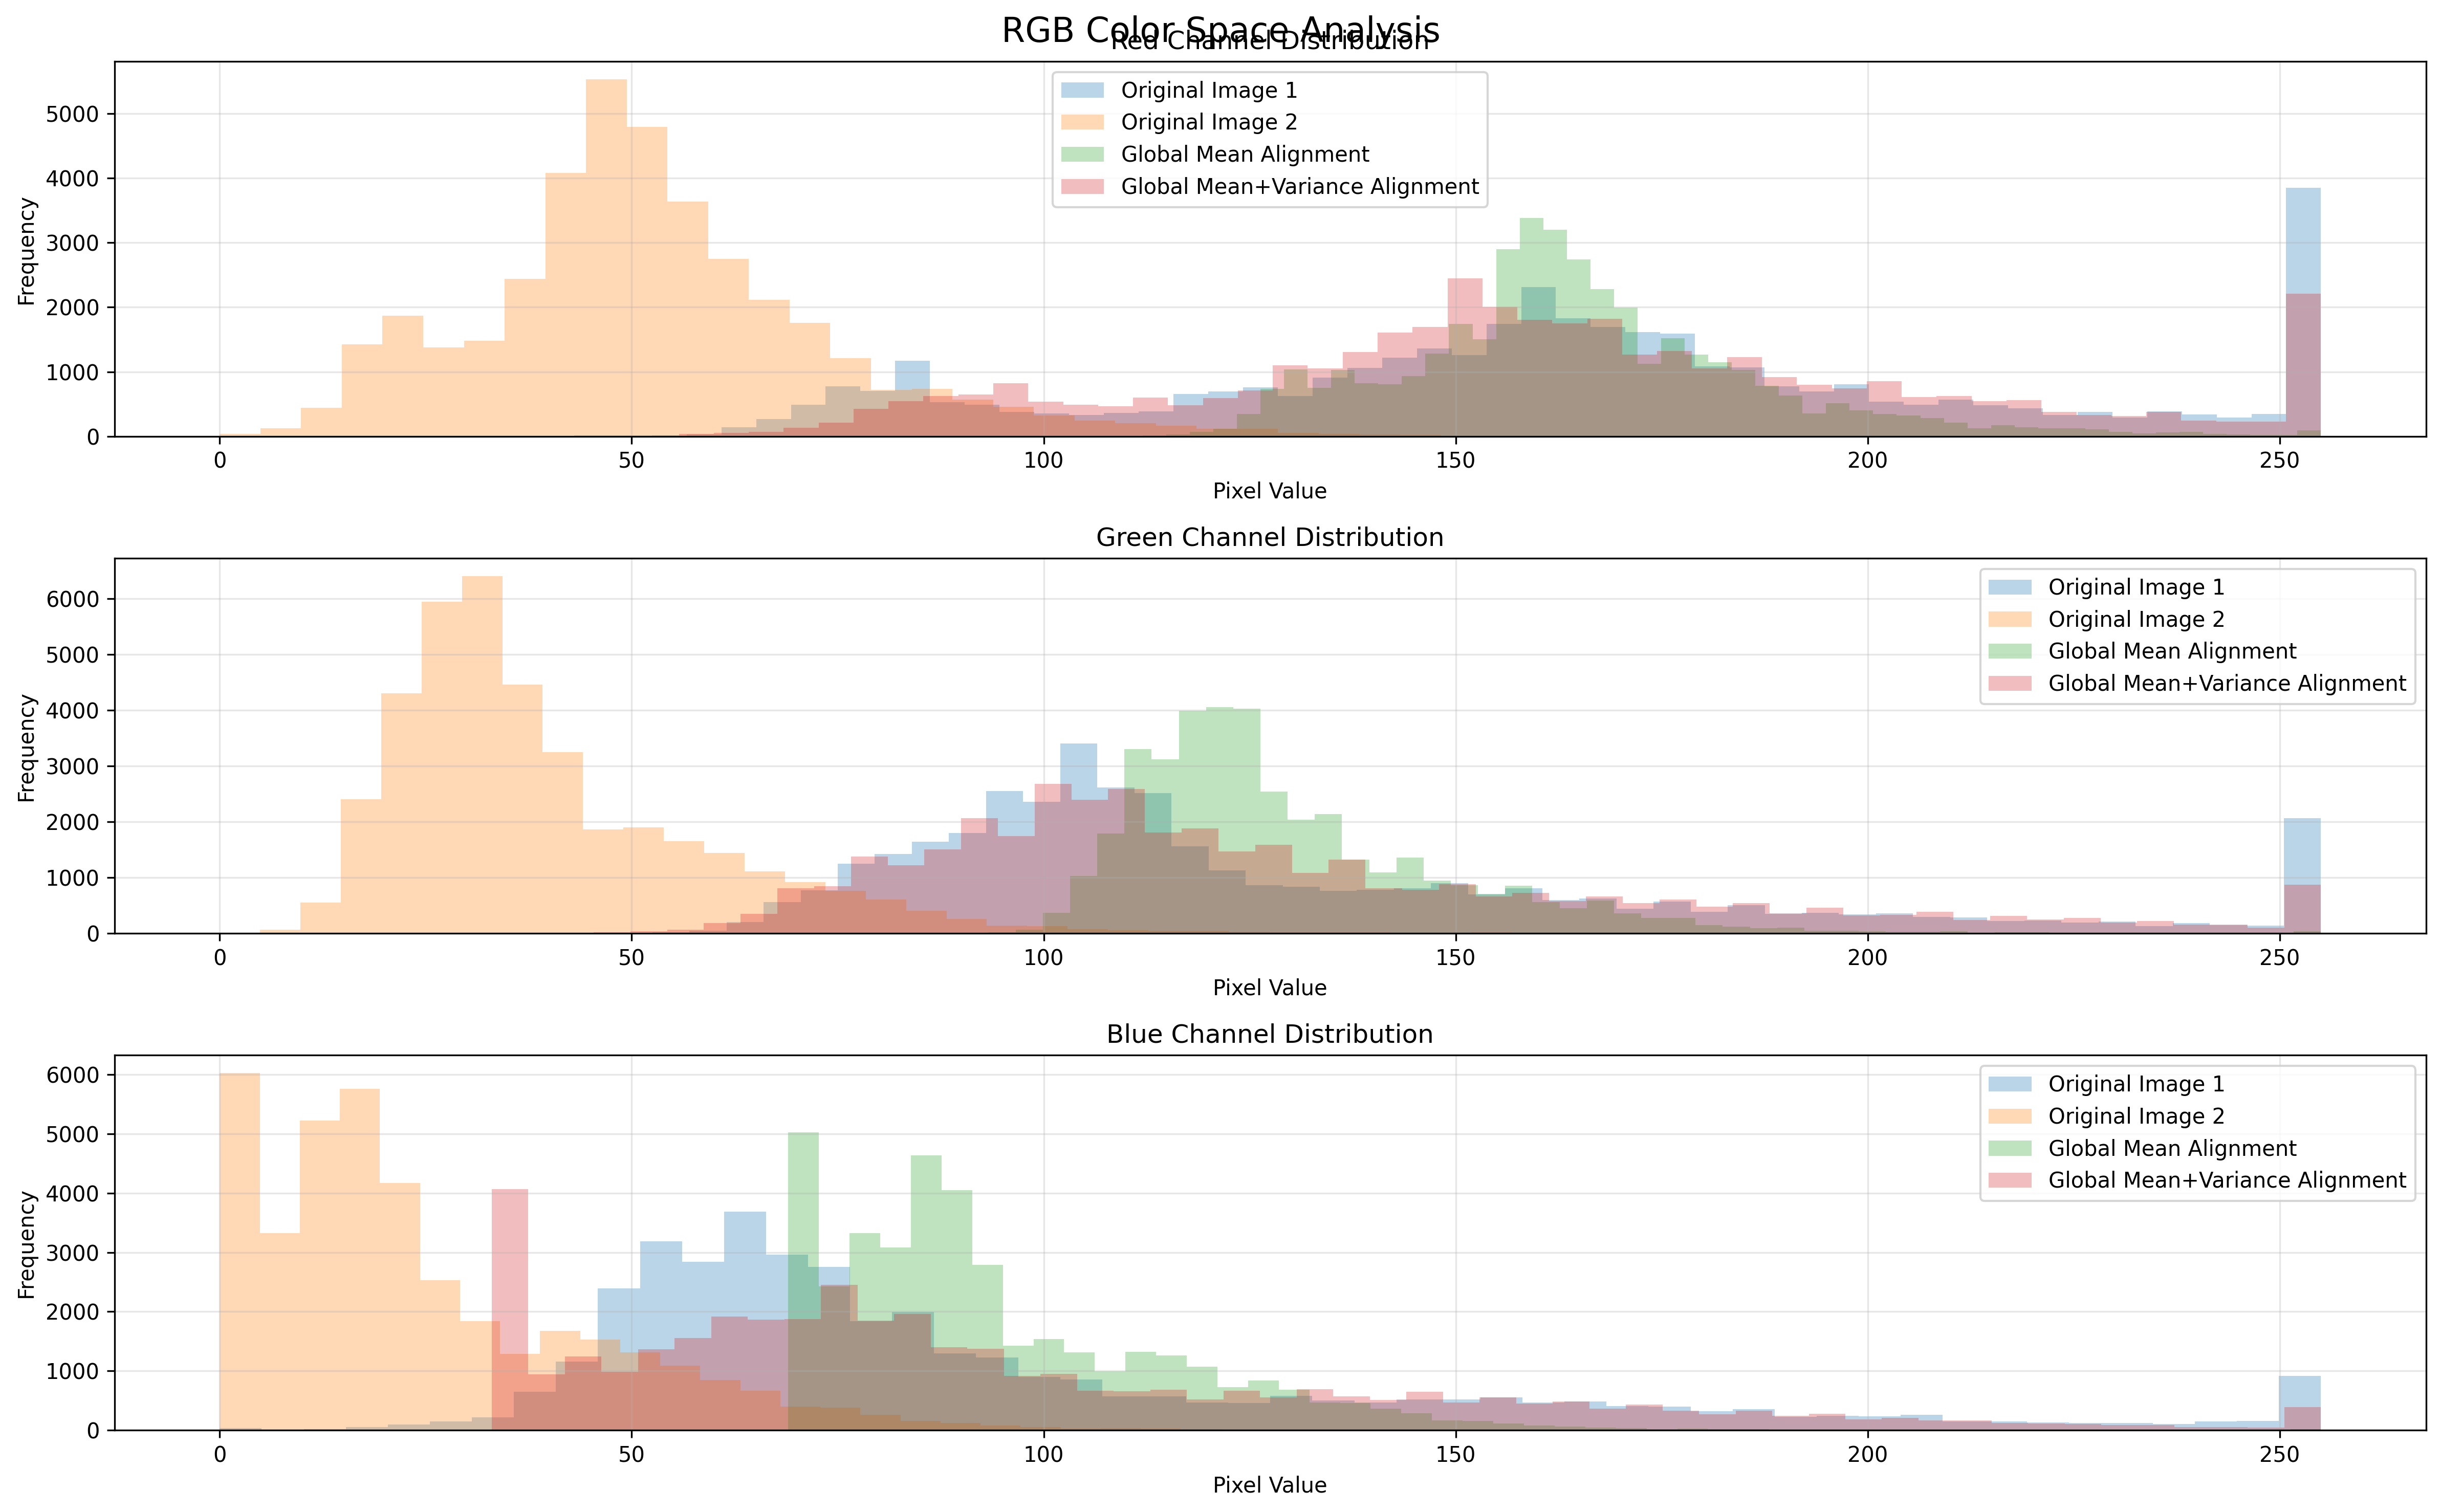 RGB Color Space Analysis
Red Channel Distribution
Original Image 1
Original Image 2
Global Mean Alignment
Global Mean+Variance Alignment
Frequency
5000
4000
3000
2000
1000
0
0 50 100 150 200 250
Pixel Value
Green Channel Distribution
Original Image 1
Original Image 2
Global Mean Alignment
Global Mean+Variance Alignment
Frequency
6000
5000
4000
3000
2000
1000
0
0 50 100 150 200 250
Pixel Value
Blue Channel Distribution
Original Image 1
Original Image 2
Global Mean Alignment
Global Mean+Variance Alignment
Frequency
6000
5000
4000
3000
2000
1000
0
0 50 100 150 200 250
Pixel Value